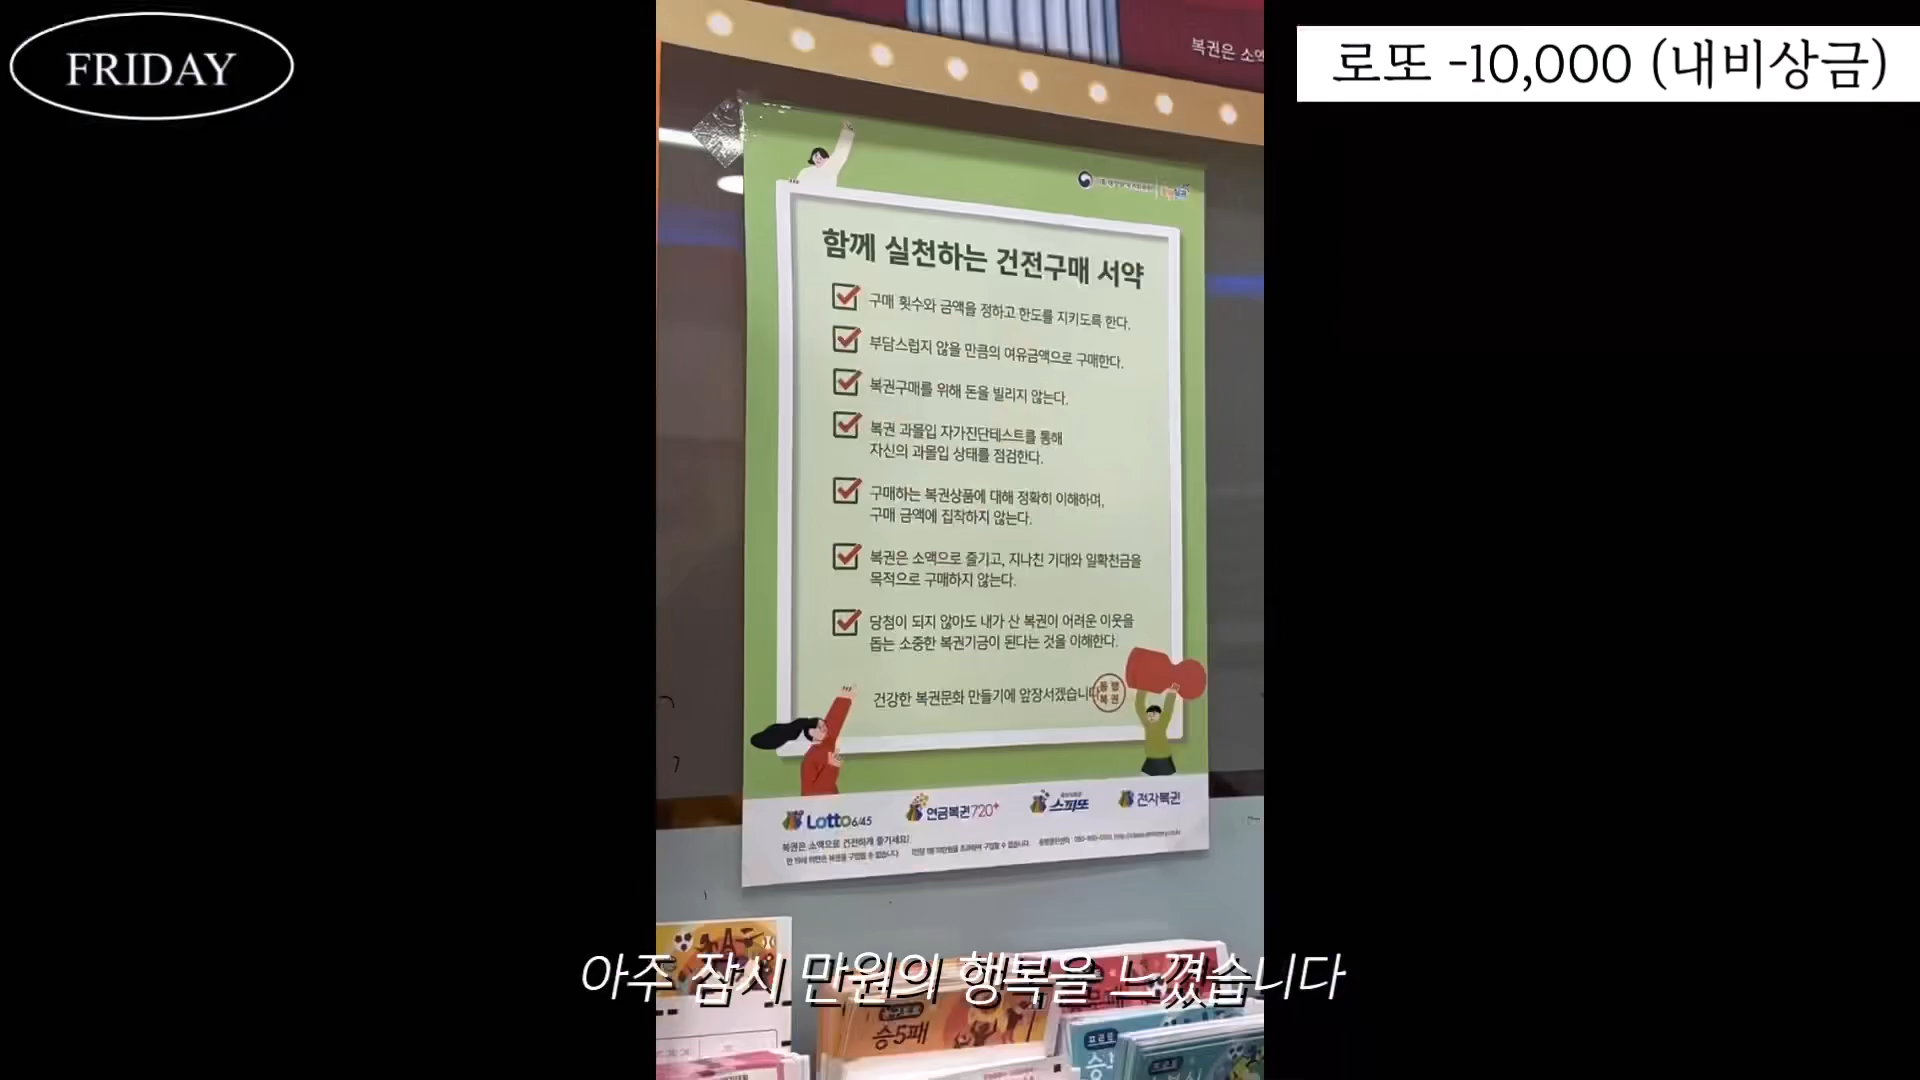 FRIDAY
로또 -10,000 (내비상금)
복권은 소액
함께 실천하는 건전구매 서약
구매 횟수와 금액을 정하고 한도를 지키도록 한다.
부담스럽지 않을 만큼의 여유금액으로 구매한다.
복권구매를 위해 돈을 빌리지 않는다.
복권 과몰입 자가진단테스트를 통해
자신의 과몰입 상태를 점검한다.
구매하는 복권상품에 대해 정확히 이해하며,
구매 금액에 집착하지 않는다.
복권은 소액으로 즐기고, 지나친 기대와 일확천금을
목적으로 구매하지 않는다.
당첨이 되지 않아도 내가 산 복권이 어려운 이웃을
돕는 소중한 복권기금이 된다는 것을 이해한다.
건강한 복권문화 만들기에 앞장서겠습니다
동행
복권
Lotto6/45
연금복권720+
스피또
전자복권
복권은 소액으로 건전하게 즐기세요!
아주 잠시 만원의 행복을 느꼈습니다
승5패
프로토